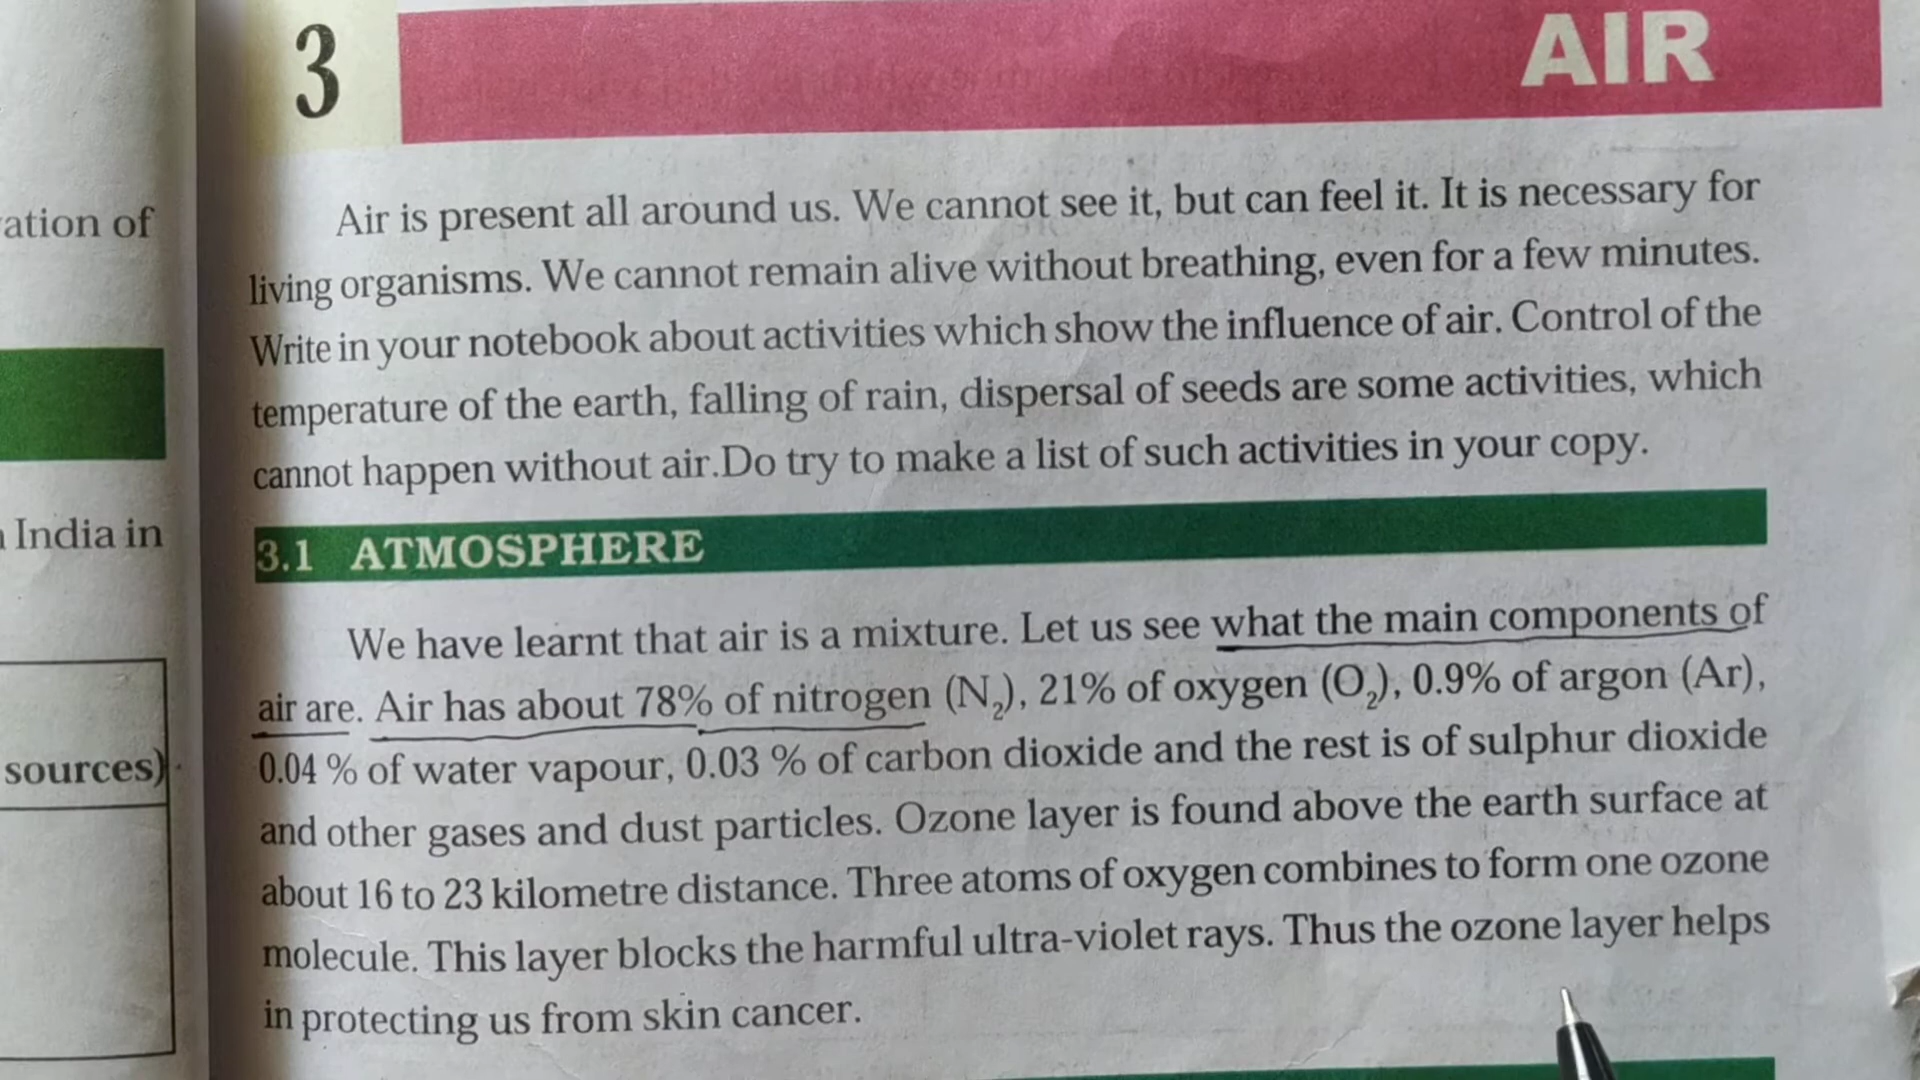 ation of
India in
sources)
3
AIR
Air is present all around us. We cannot see it, but can feel it. It is necessary for
living organisms. We cannot remain alive without breathing, even for a few minutes.
Write in your notebook about activities which show the influence of air. Control of the
temperature of the earth, falling of rain, dispersal of seeds are some activities, which
cannot happen without air.Do try to make a list of such activities in your copy.
3.1 ATMOSPHERE
We have learnt that air is a mixture. Let us see what the main components of
air are. Air has about 78% of nitrogen (N₂), 21% of oxygen (O₂), 0.9% of argon (Ar),
0.04 % of water vapour, 0.03 % of carbon dioxide and the rest is of sulphur dioxide
and other gases and dust particles. Ozone layer is found above the earth surface at
about 16 to 23 kilometre distance. Three atoms of oxygen combines to form one ozone
molecule. This layer blocks the harmful ultra-violet rays. Thus the ozone layer helps
in protecting us from skin cancer.